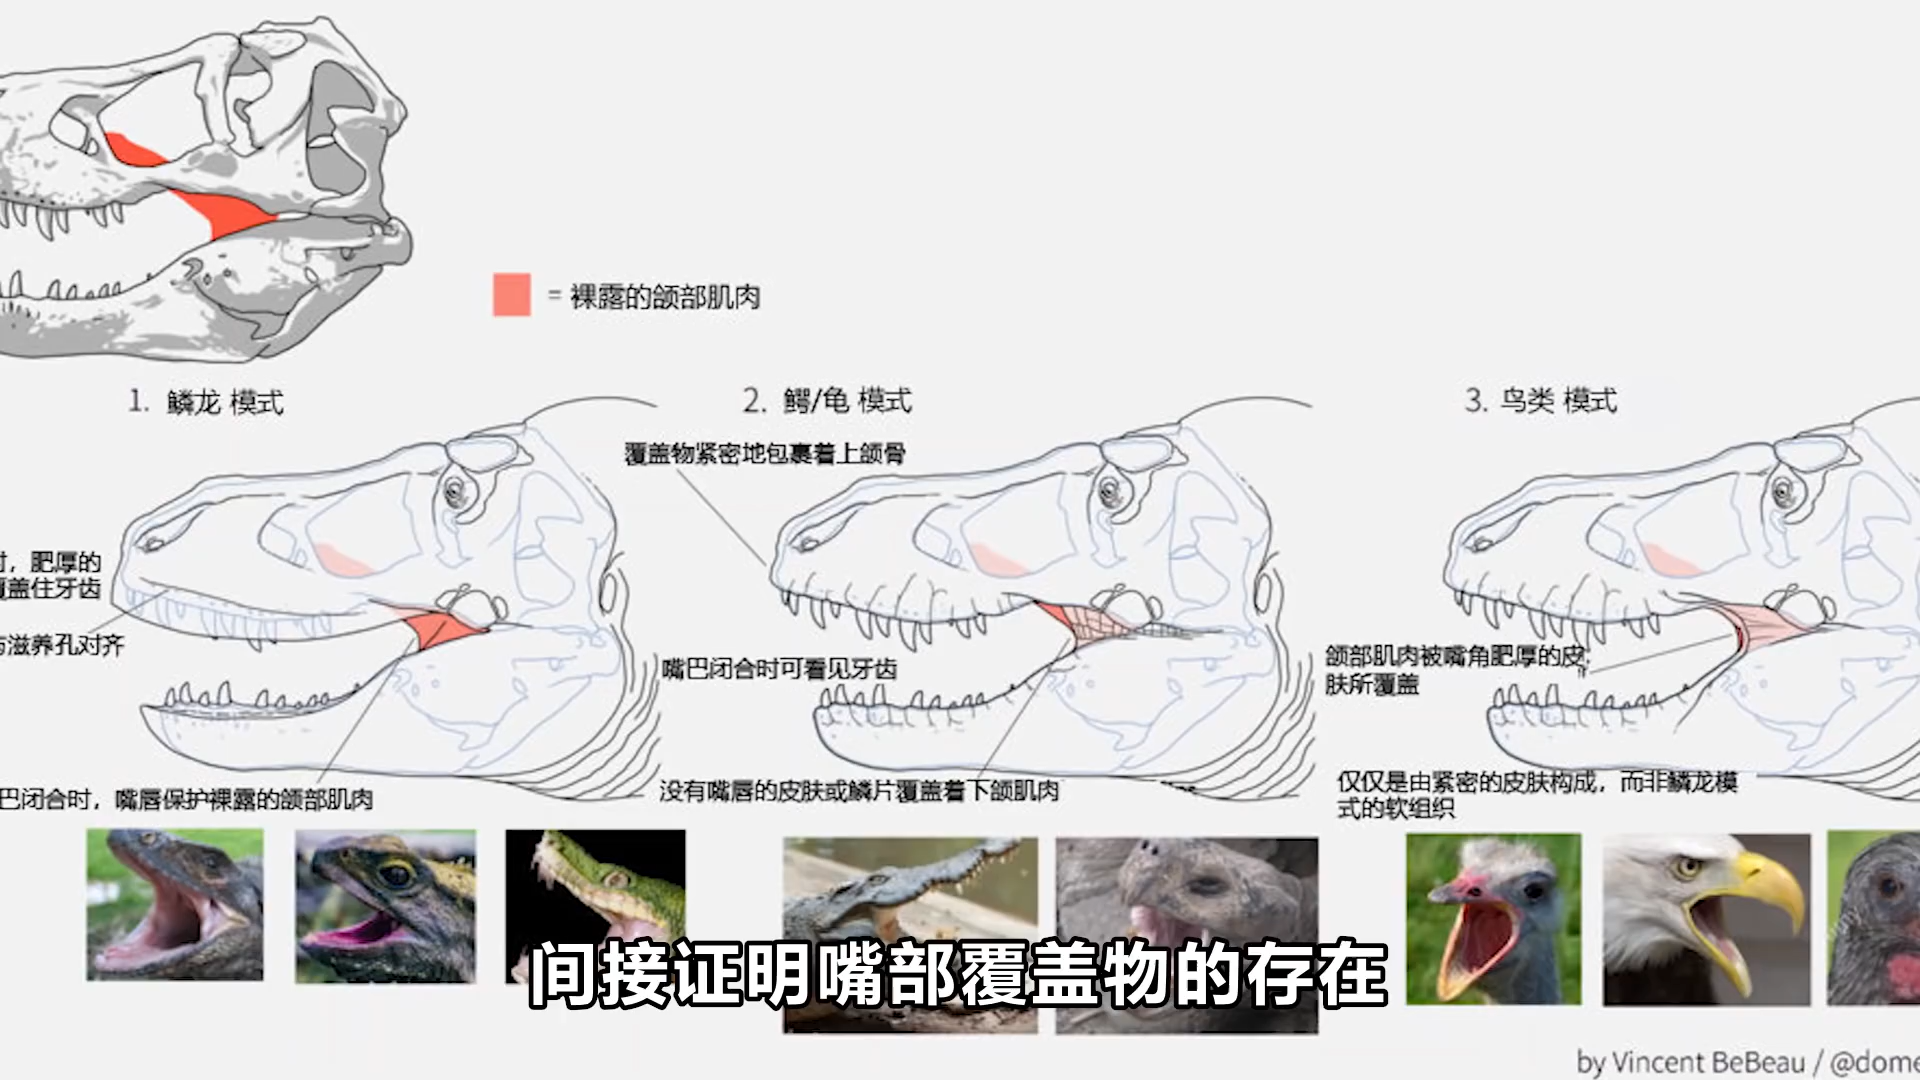 = 裸露的颌部肌肉
1. 鳞龙 模式
2. 鳄/龟 模式
3. 鸟类 模式
覆盖物紧密地包裹着上颌骨
时，肥厚的
覆盖住牙齿
与滋养孔对齐
嘴巴闭合时可看见牙齿
颌部肌肉被嘴角肥厚的皮
肤所覆盖
巴闭合时，嘴唇保护裸露的颌部肌肉
没有嘴唇的皮肤或鳞片覆盖着下颌肌肉
仅仅是由紧密的皮肤构成，而非鳞龙模
式的软组织
间接证明嘴部覆盖物的存在
by Vincent BeBeau / @dome